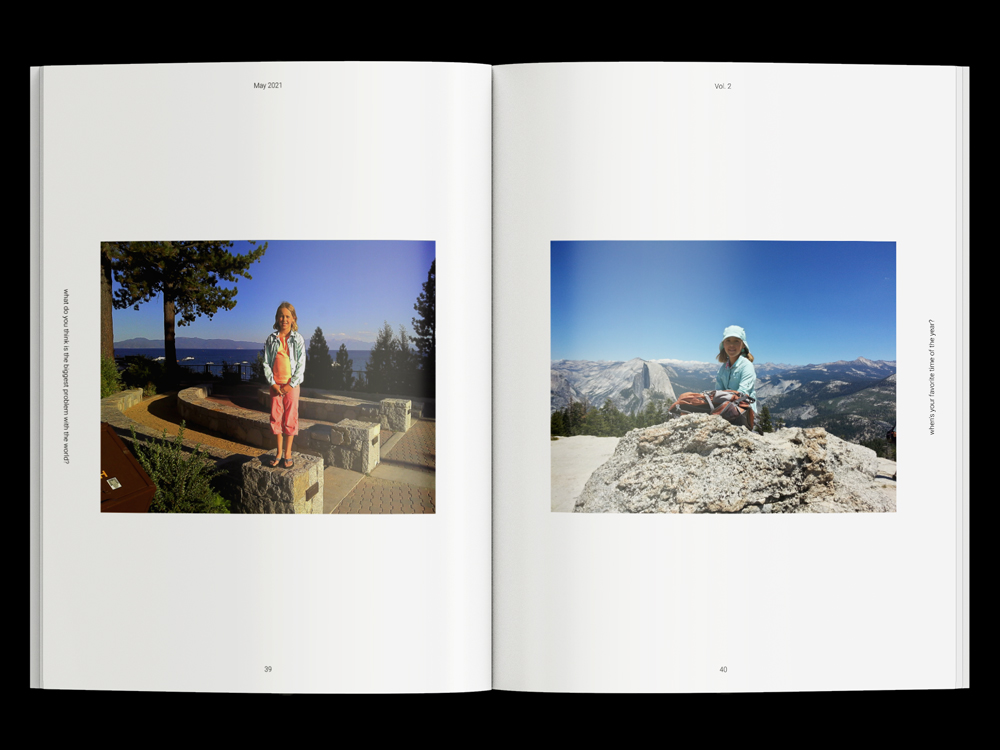 May 2021
Vol. 2
what do you think is the biggest problem with the world?
when's your favorite time of the year?
39
40